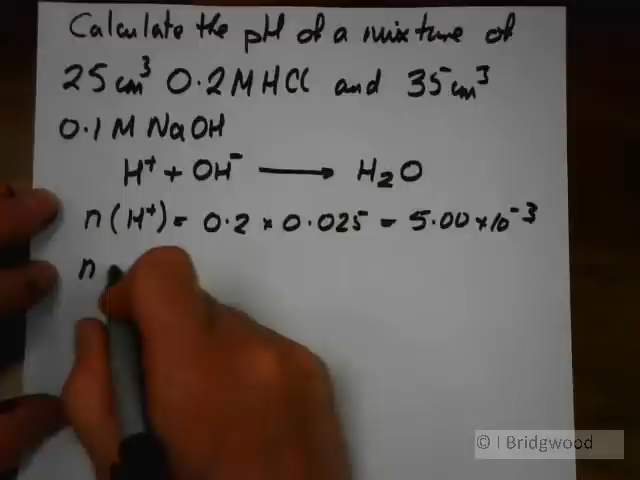 Calculate the pH of a mixture of
25 cm³ 0.2 M HCl and 35 cm³
0.1 M NaOH
H⁺ + OH⁻ ⟶ H₂O
n (H⁺) = 0.2 × 0.025 = 5.00 × 10⁻³
n
© I Bridgwood